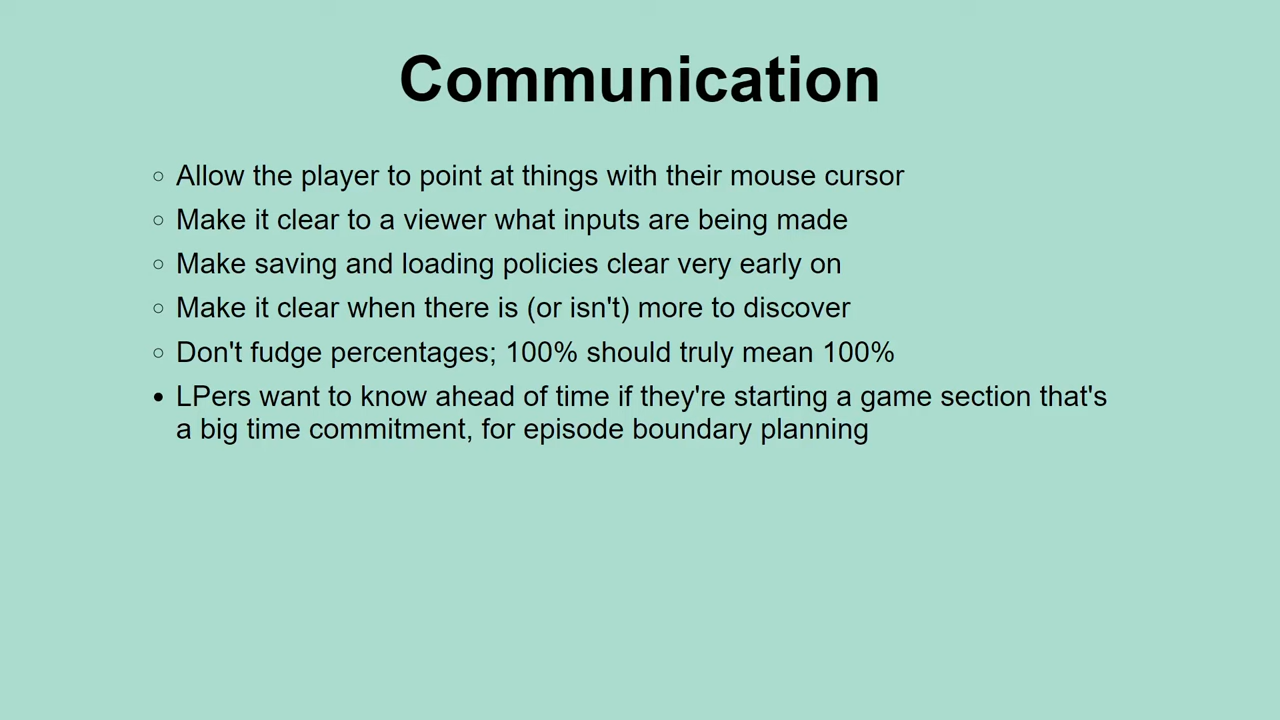 Communication
Allow the player to point at things with their mouse cursor
Make it clear to a viewer what inputs are being made
Make saving and loading policies clear very early on
Make it clear when there is (or isn't) more to discover
Don't fudge percentages; 100% should truly mean 100%
LPers want to know ahead of time if they're starting a game section that's
a big time commitment, for episode boundary planning